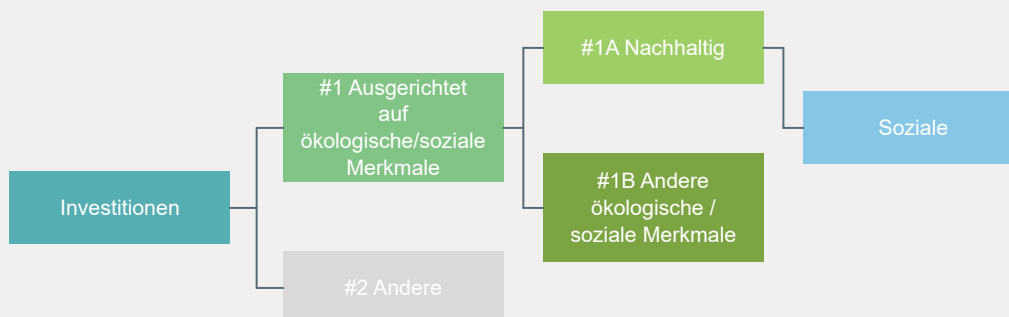 #1A Nachhaltig
#1 Ausgerichtet
auf
ökologische/soziale
Merkmale
Soziale
#1B Andere
ökologische /
soziale Merkmale
Investitionen
#2 Andere